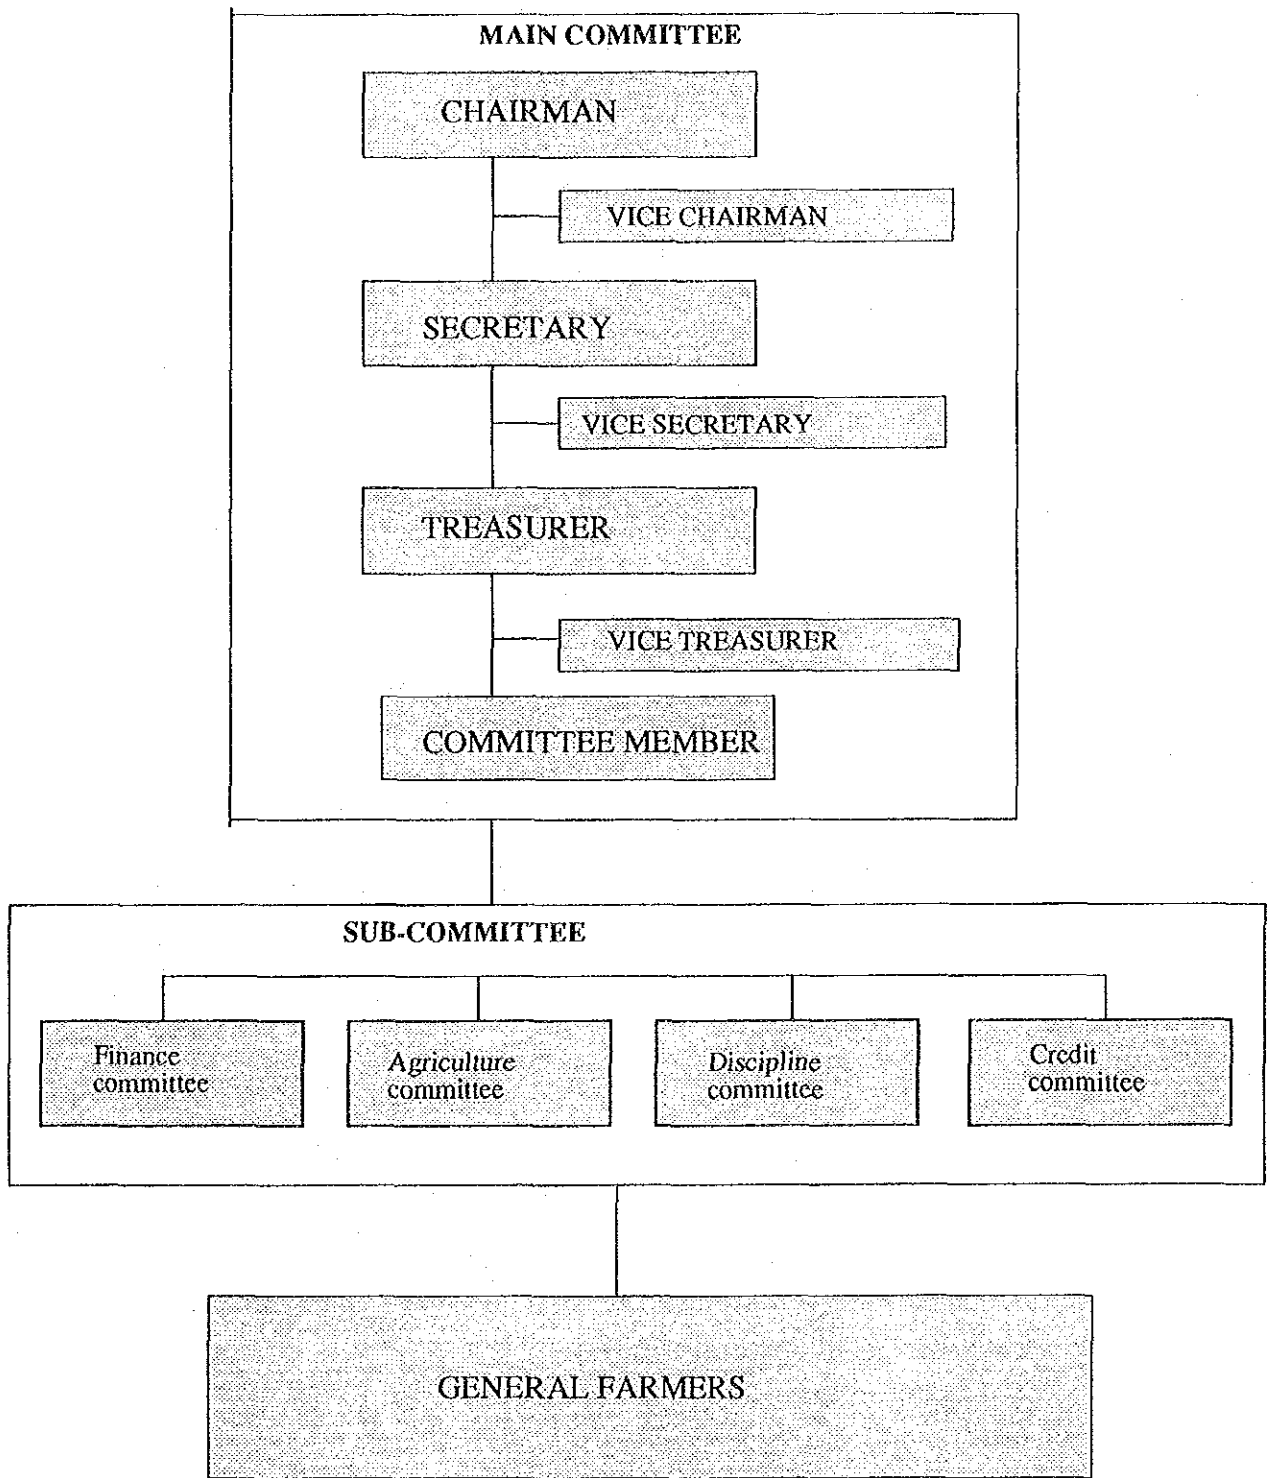 MAIN COMMITTEE
CHAIRMAN
VICE CHAIRMAN
SECRETARY
VICE SECRETARY
TREASURER
VICE TREASURER
COMMITTEE MEMBER
SUB-COMMITTEE
Finance
committee
Agriculture
committee
Discipline
committee
Credit
committee
GENERAL FARMERS